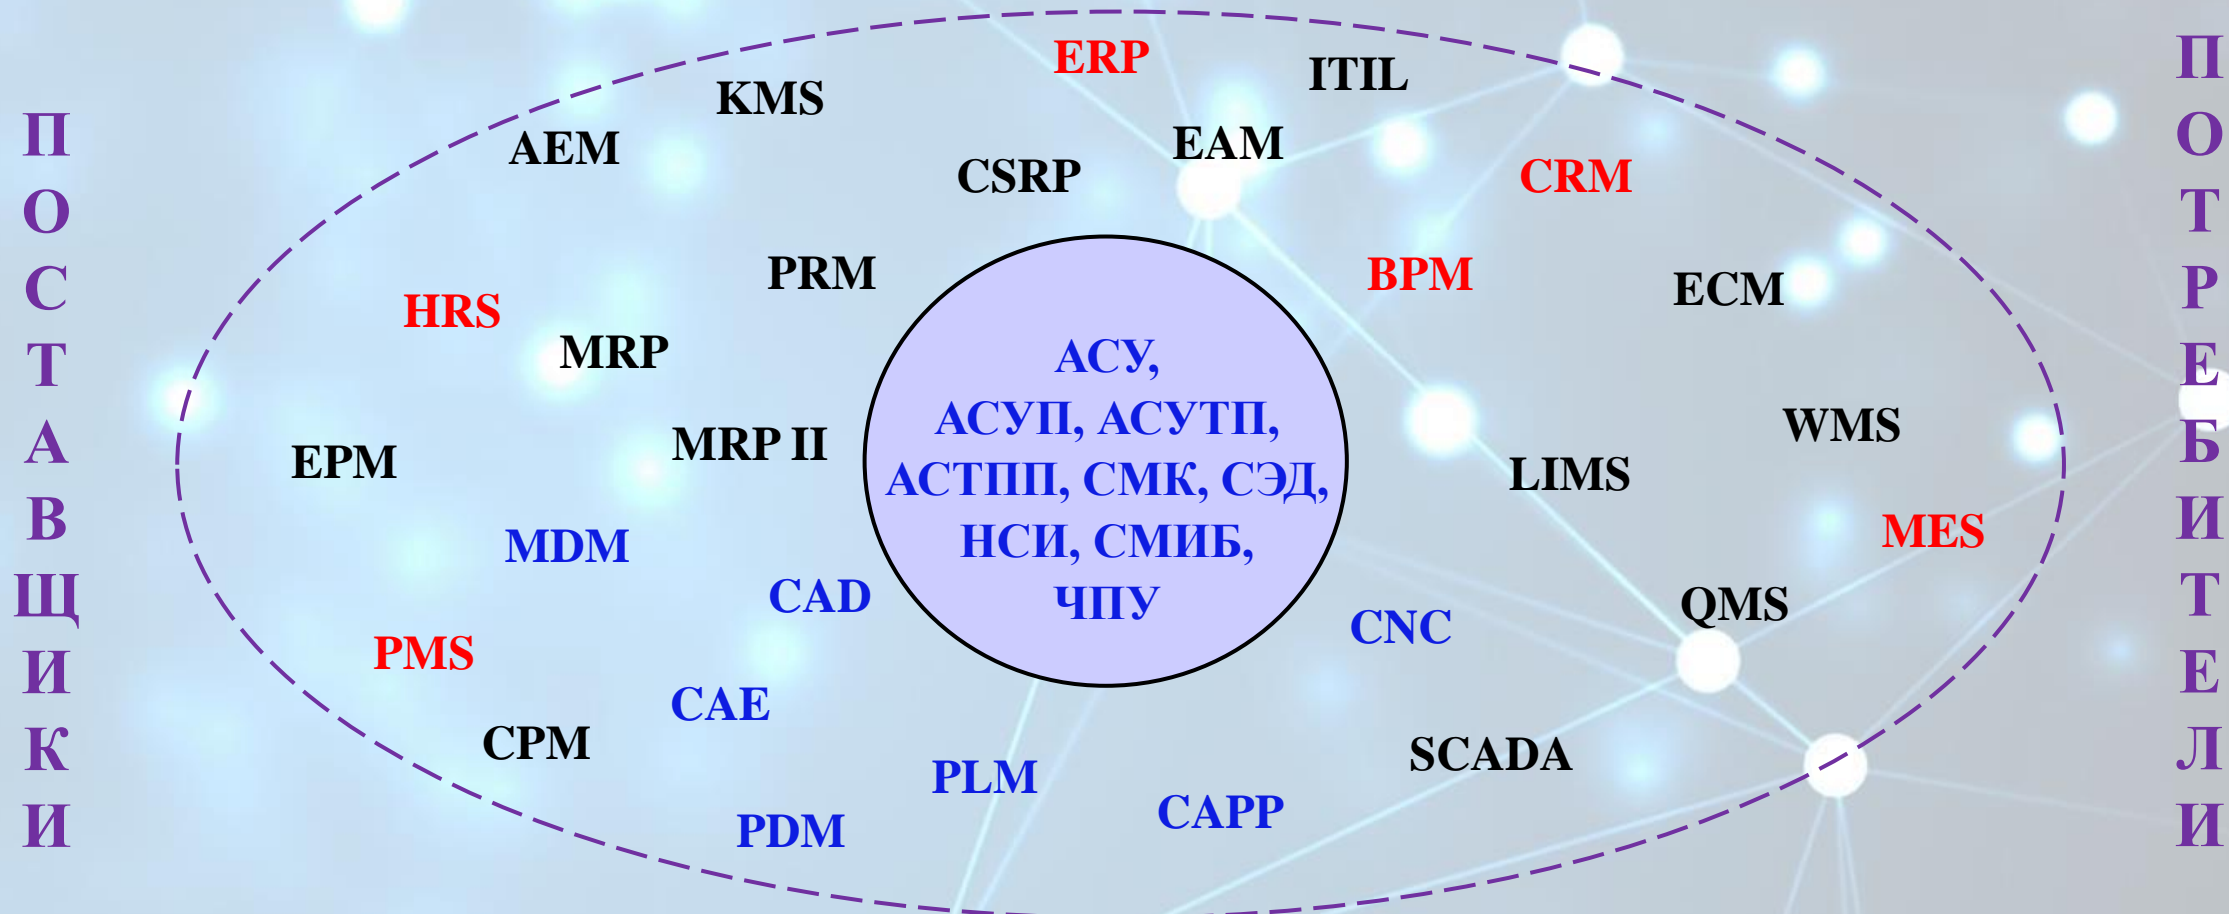 ПОСТАВЩИКИ
ERP
ITIL
KMS
AEM
EAM
CSRP
CRM
PRM
BPM
ECM
HRS
MRP
WMS
MRP II
EPM
LIMS
MDM
MES
CAD
QMS
CNC
PMS
CAE
CPM
SCADA
PLM
CAPP
PDM
АСУ,
АСУП, АСУТП,
АСТПП, СМК, СЭД,
НСИ, СМИБ,
ЧПУ
ПОТРЕБИТЕЛИ